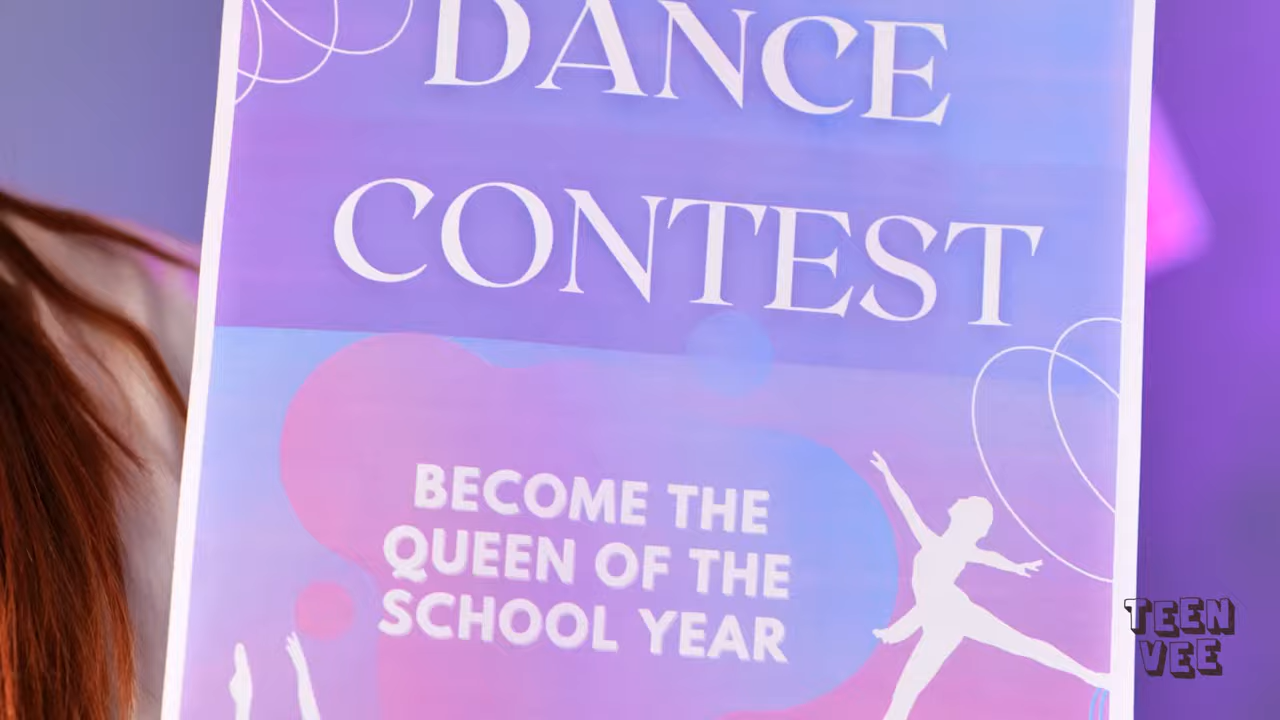 DANCE
CONTEST
BECOME THE
QUEEN OF THE
SCHOOL YEAR
TEEN
VEE